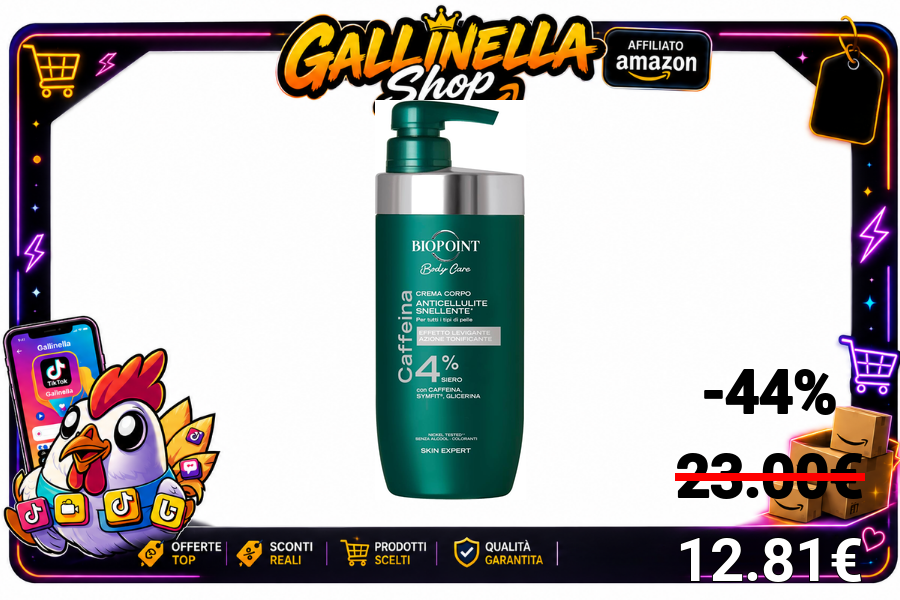 GALLINELLA
Shop
AFFILIATO
amazon
BIOPOINT
Body Care
Caffeina
CREMA CORPO
ANTICELLULITE
SNELLENTE*
Per tutti i tipi di pelle
EFFETTO LEVIGANTE
AZIONE TONIFICANTE
4%
SIERO
con CAFFEINA,
SYMFIT®, GLICERINA
NICKEL TESTED**
SENZA ALCOOL - COLORANTI
SKIN EXPERT
Gallinella
TikTok
Gallinella
-44%
23.00€
12.81€
OFFERTE
TOP
SCONTI
REALI
PRODOTTI
SCELTI
QUALITÀ
GARANTITA